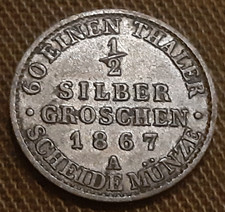 60 EINEN THALER
1/2
SILBER
GROSCHEN
1867
A
SCHEIDE MÜNZE